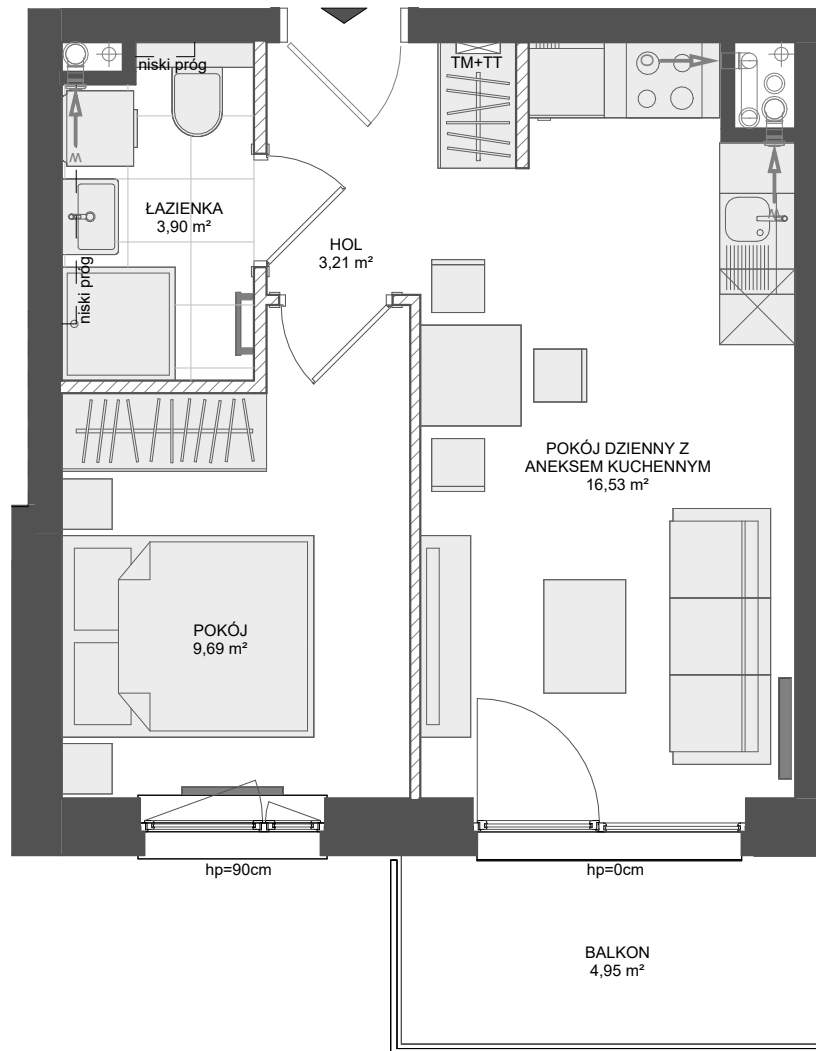 niski próg
TM+TT
ŁAZIENKA
3,90 m²
HOL
3,21 m²
niski próg
W
W
POKÓJ DZIENNY Z
ANEKSEM KUCHENNYM
16,53 m²
POKÓJ
9,69 m²
hp=90cm
hp=0cm
BALKON
4,95 m²